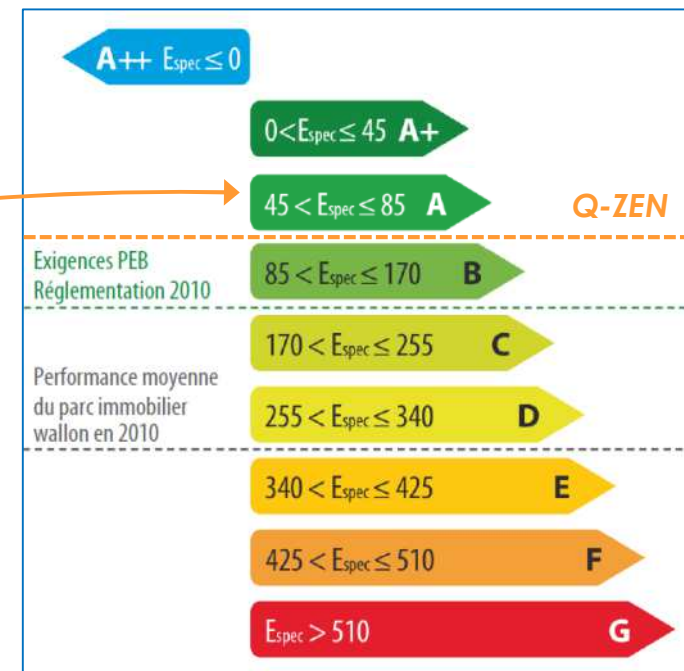 A++ Espec ≤ 0
0 < Espec ≤ 45 A+
45 < Espec ≤ 85 A
Q-ZEN
Exigences PEB
Réglementation 2010
85 < Espec ≤ 170 B
170 < Espec ≤ 255 C
Performance moyenne
du parc immobilier
wallon en 2010
255 < Espec ≤ 340 D
340 < Espec ≤ 425 E
425 < Espec ≤ 510 F
Espec > 510 G